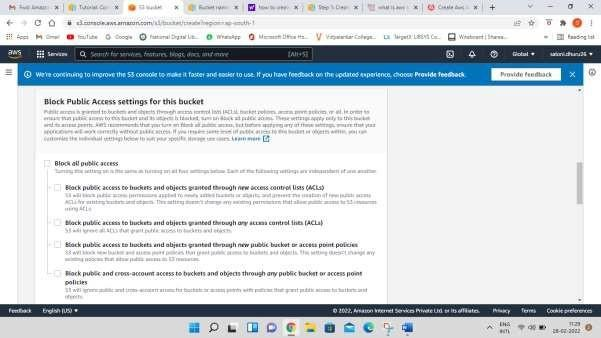 Fwd: Amazo
Tutorial: Cor
S3 bucket
Bucket nami
how to creat
Step 1: Creat
what is aws
Create Aws
s3.console.aws.amazon.com/s3/bucket/create?region=ap-south-1
Apps Gmail YouTube Google National Digital Lib... WhatsApp Microsoft Office Ho... Vidyalankar College... TargetX: LIBSYS Co... Wordtoword | Shareha...
aws Services Search for services, features, blogs, docs, and more [Alt+S] Global satoni.dhuru26
We're continuing to improve the S3 console to make it faster and easier to use. If you have feedback on the updated experience, choose Provide feedback. Provide feedback
Block Public Access settings for this bucket
Public access is granted to buckets and objects through access control lists (ACLs), bucket policies, access point policies, or all. In order to
ensure that public access to this bucket and its objects is blocked, turn on Block all public access. These settings apply only to this bucket
and its access points. AWS recommends that you turn on Block all public access, but before applying any of these settings, ensure that your
applications will work correctly without public access. If you require some level of public access to this bucket or objects within, you can
customize the individual settings below to suit your specific storage use cases. Learn more
Block all public access
Turning this setting on is the same as turning on all four settings below. Each of the following settings are independent of one another.
Block public access to buckets and objects granted through new access control lists (ACLs)
S3 will block public access permissions applied to newly added buckets or objects, and prevent the creation of new public access
ACLs for existing buckets and objects. This setting doesn't change any existing permissions that allow public access to S3 resources
using ACLs.
Block public access to buckets and objects granted through any access control lists (ACLs)
S3 will ignore all ACLs that grant public access to buckets and objects.
Block public access to buckets and objects granted through new public bucket or access point policies
S3 will block new bucket and access point policies that grant public access to buckets and objects. This setting doesn't change any
existing policies that allow public access to S3 resources.
Block public and cross-account access to buckets and objects through any public bucket or access point
policies
S3 will ignore public and cross-account access for buckets or access points with policies that grant public access to buckets and
objects.
Feedback English (US) © 2022, Amazon Internet Services Private Ltd. or its affiliates. Privacy Terms Cookie preferences
ENG
INTL
11:29
28-02-2022